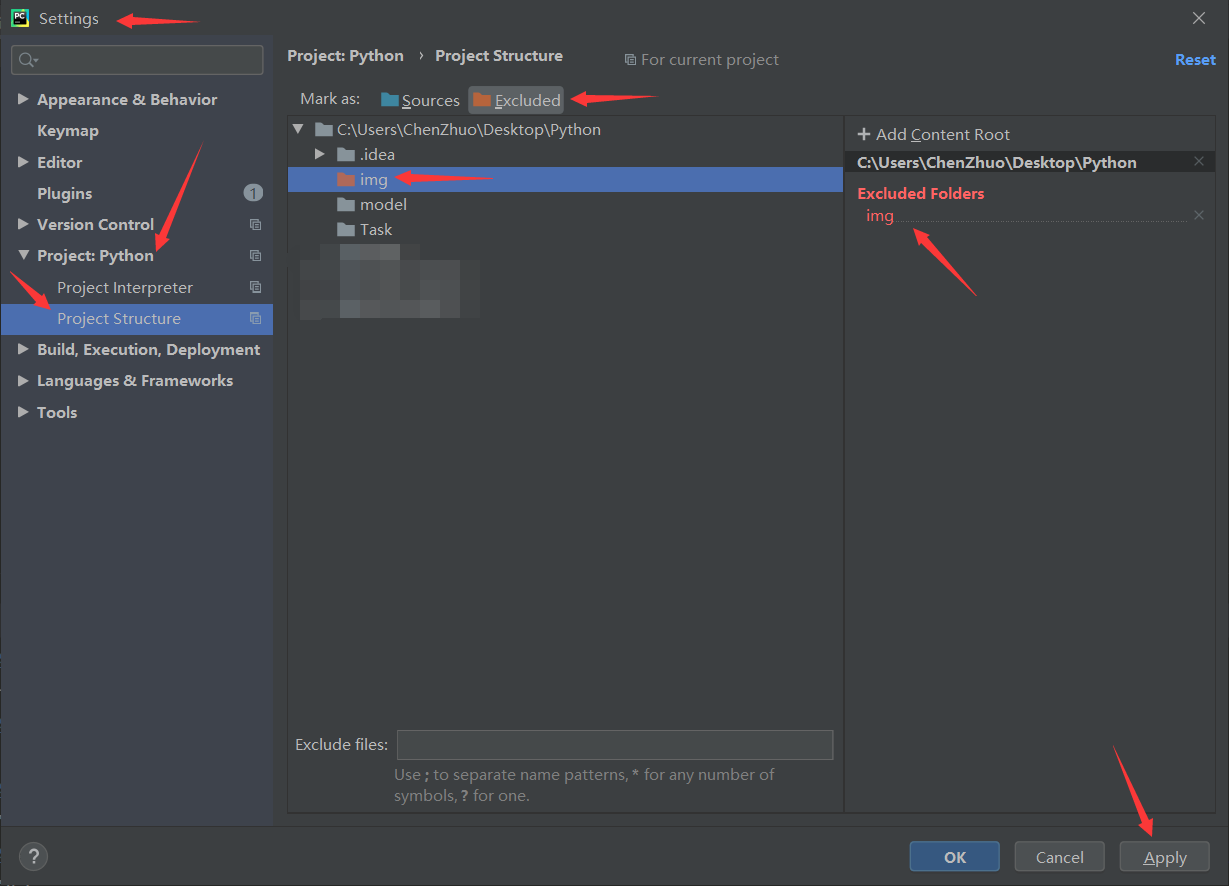 PC Settings
Appearance & Behavior
Keymap
Editor
Plugins 1
Version Control
Project: Python
Project Interpreter
Project Structure
Build, Execution, Deployment
Languages & Frameworks
Tools
Project: Python › Project Structure
For current project
Reset
Mark as: Sources Excluded
C:\Users\ChenZhuo\Desktop\Python
.idea
img
model
Task
Exclude files:
Use ; to separate name patterns, * for any number of
symbols, ? for one.
+ Add Content Root
C:\Users\ChenZhuo\Desktop\Python
Excluded Folders
img
?
OK
Cancel
Apply